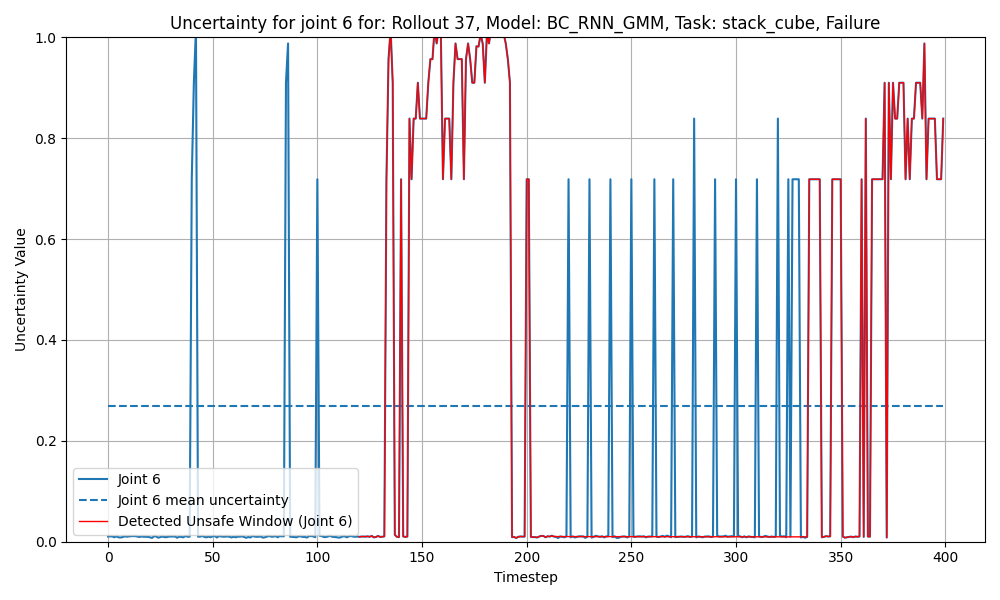 Uncertainty for joint 6 for: Rollout 37, Model: BC_RNN_GMM, Task: stack_cube, Failure
Uncertainty Value
1.0
0.8
0.6
0.4
0.2
0.0
Joint 6
Joint 6 mean uncertainty
Detected Unsafe Window (Joint 6)
0 50 100 150 200 250 300 350 400
Timestep